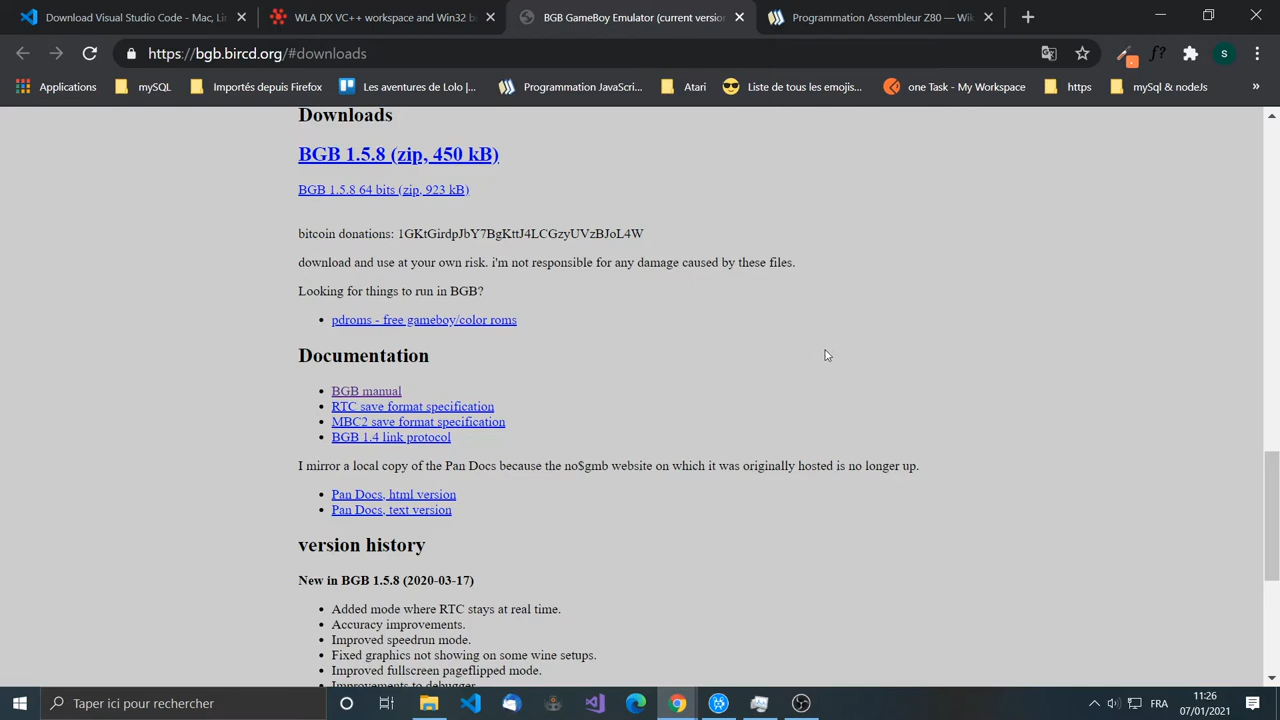 Download Visual Studio Code - Mac, Lin
WLA DX VC++ workspace and Win32 b
BGB GameBoy Emulator (current version
Programmation Assembleur Z80 — Wik
https://bgb.bircd.org/#downloads
Applications
mySQL
Importés depuis Firefox
Les aventures de Lolo |...
Programmation JavaScri...
Atari
Liste de tous les emojis...
one Task - My Workspace
https
mySql & nodeJs
»
Downloads
BGB 1.5.8 (zip, 450 kB)
BGB 1.5.8 64 bits (zip, 923 kB)
bitcoin donations: 1GKtGirdpJbY7BgKttJ4LCGzyUVzBJoL4W
download and use at your own risk. i'm not responsible for any damage caused by these files.
Looking for things to run in BGB?
• pdroms - free gameboy/color roms
Documentation
• BGB manual
• RTC save format specification
• MBC2 save format specification
• BGB 1.4 link protocol
I mirror a local copy of the Pan Docs because the no$gmb website on which it was originally hosted is no longer up.
• Pan Docs, html version
• Pan Docs, text version
version history
New in BGB 1.5.8 (2020-03-17)
• Added mode where RTC stays at real time.
• Accuracy improvements.
• Improved speedrun mode.
• Fixed graphics not showing on some wine setups.
• Improved fullscreen pageflipped mode.
• Improvements to debugger
Taper ici pour rechercher
FRA
11:26
07/01/2021